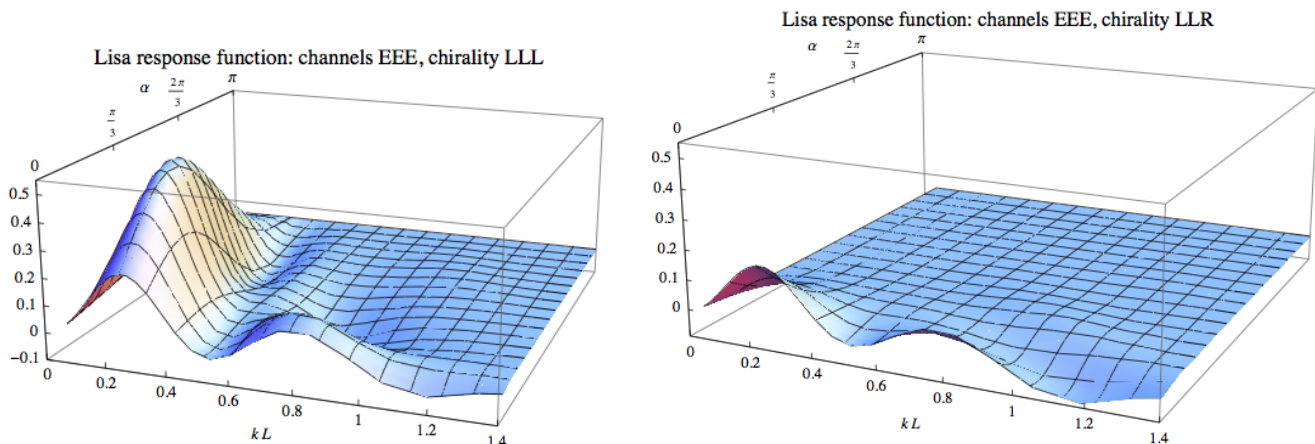 Lisa response function: channels EEE, chirality LLL
π
2π
3
α
π
3
0
0.5
0.4
0.3
0.2
0.1
0
−0.1
0
0.2
0.4
0.6
0.8
1
1.2
1.4
k L
Lisa response function: channels EEE, chirality LLR
π
2π
3
α
π
3
0
0.5
0.4
0.3
0.2
0.1
0
0
0.2
0.4
0.6
0.8
1
1.2
1.4
k L